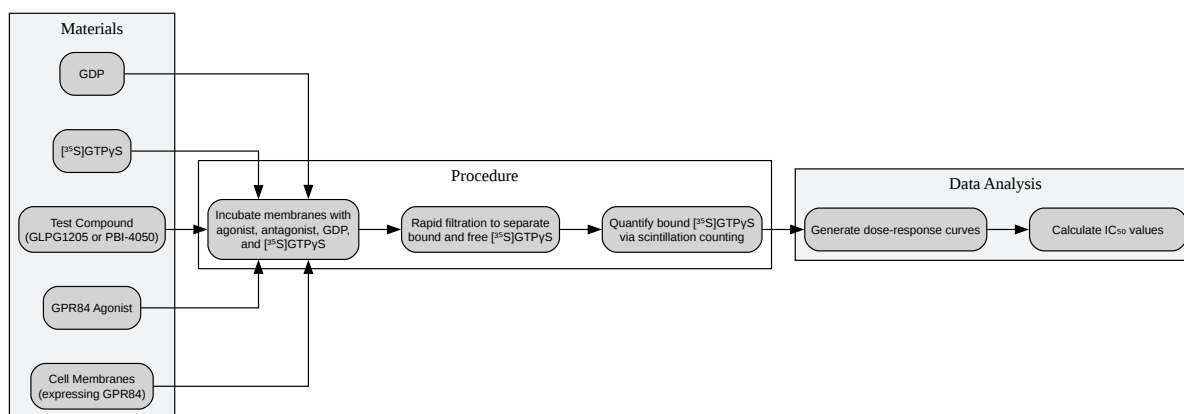 Materials
GDP
[³⁵S]GTPγS
Test Compound
(GLPG1205 or PBI-4050)
GPR84 Agonist
Cell Membranes
(expressing GPR84)
Procedure
Incubate membranes with
agonist, antagonist, GDP,
and [³⁵S]GTPγS
Rapid filtration to separate
bound and free [³⁵S]GTPγS
Quantify bound [³⁵S]GTPγS
via scintillation counting
Data Analysis
Generate dose-response curves
Calculate IC₅₀ values